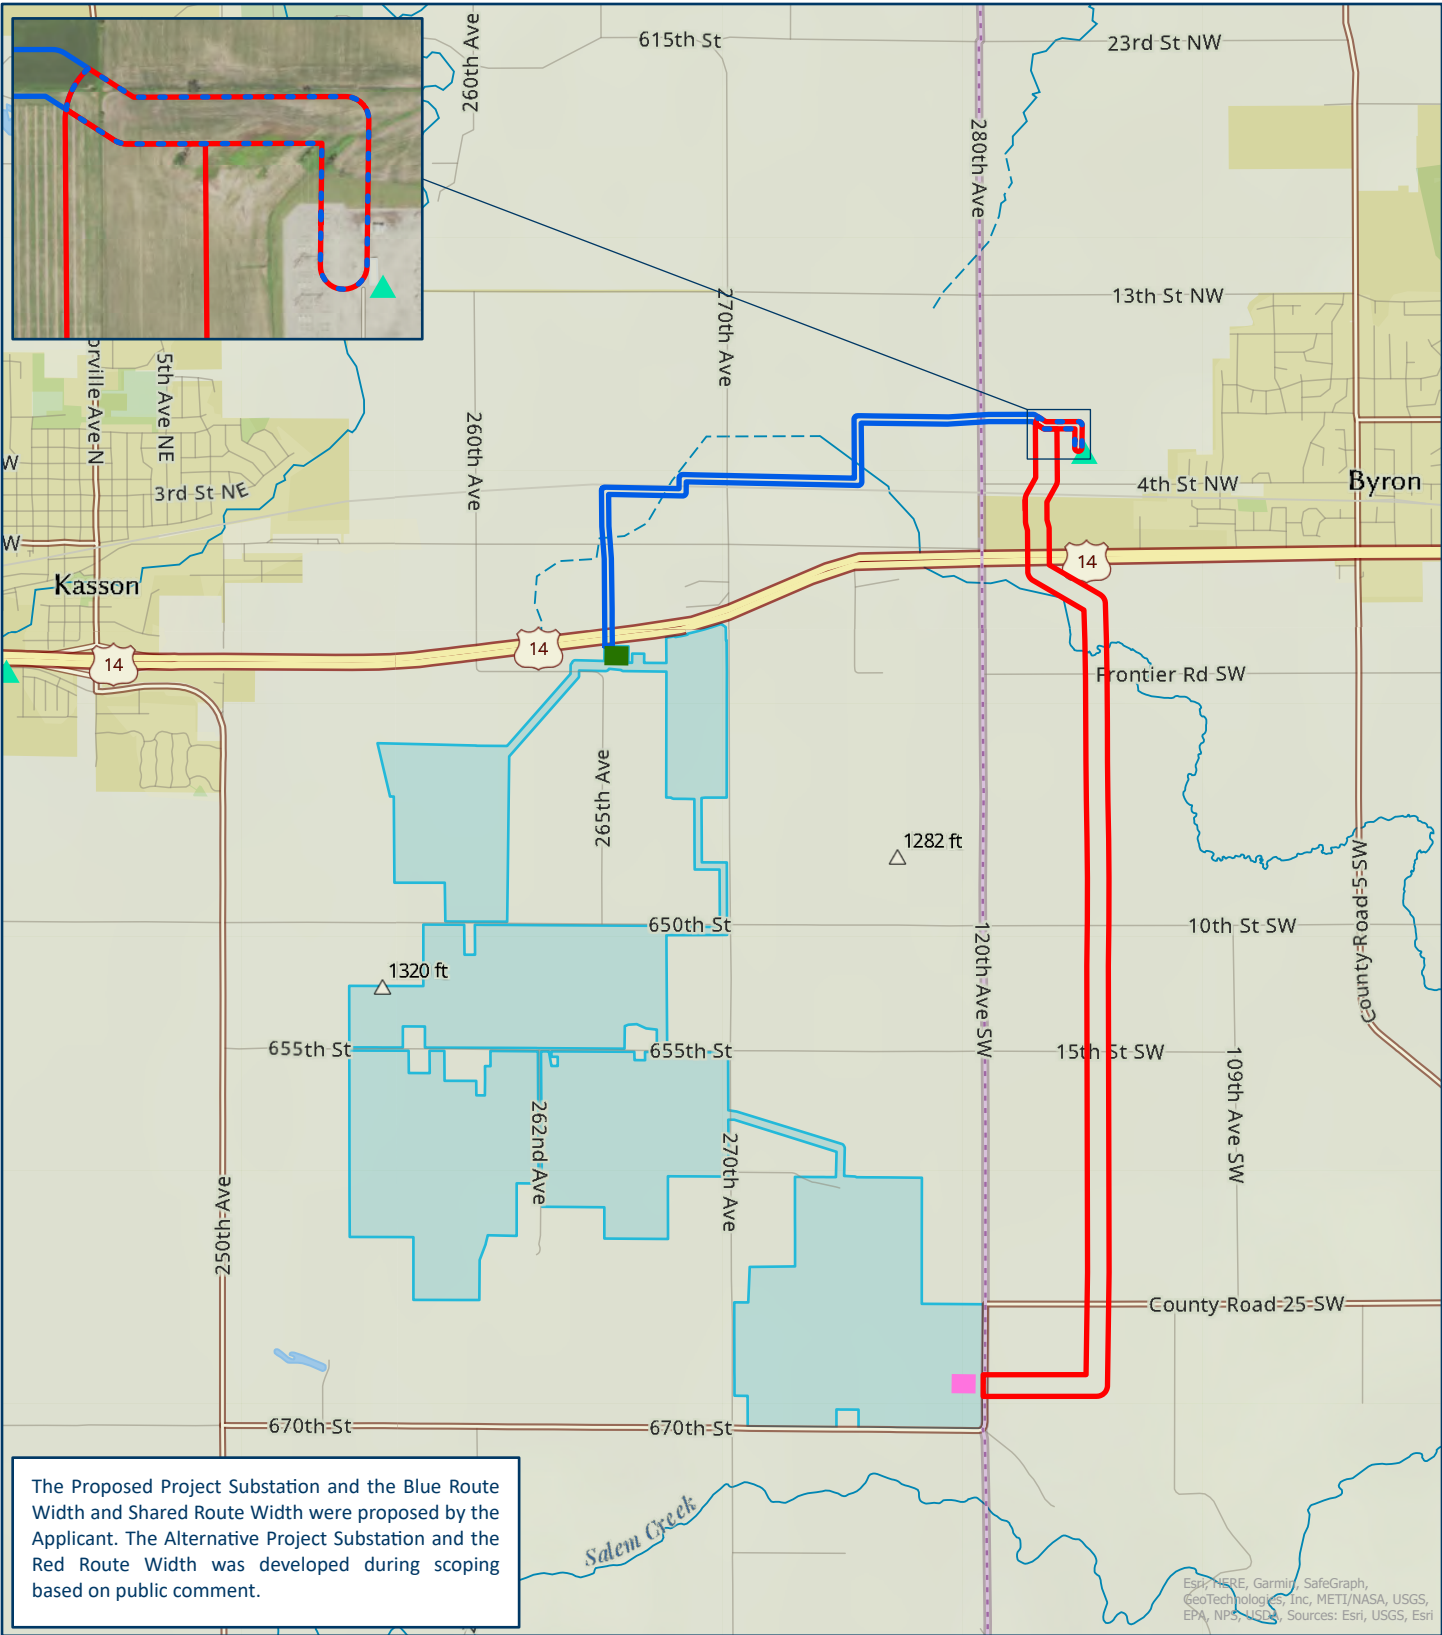 260th Ave
615th St
23rd St NW
280th Ave
13th St NW
270th Ave
orville-Ave-N
5th Ave NE
260th Ave
W
3rd St NE
4th St NW
Byron
W
14
Kasson
14
14
Frontier Rd SW
265th Ave
1282 ft
County-Road-5-SW
650th St
120th Ave SW
10th St SW
1320 ft
655th St
655th St
15th St SW
109th Ave SW
262nd Ave
270th Ave
250th Ave
County Road 25 SW
670th St
670th St
The Proposed Project Substation and the Blue Route
Width and Shared Route Width were proposed by the
Applicant. The Alternative Project Substation and the
Red Route Width was developed during scoping
based on public comment.
Salem Creek
Esri, HERE, Garmin, SafeGraph,
GeoTechnologies, Inc, METI/NASA, USGS,
EPA, NPS, USDA, Sources: Esri, USGS, Esri